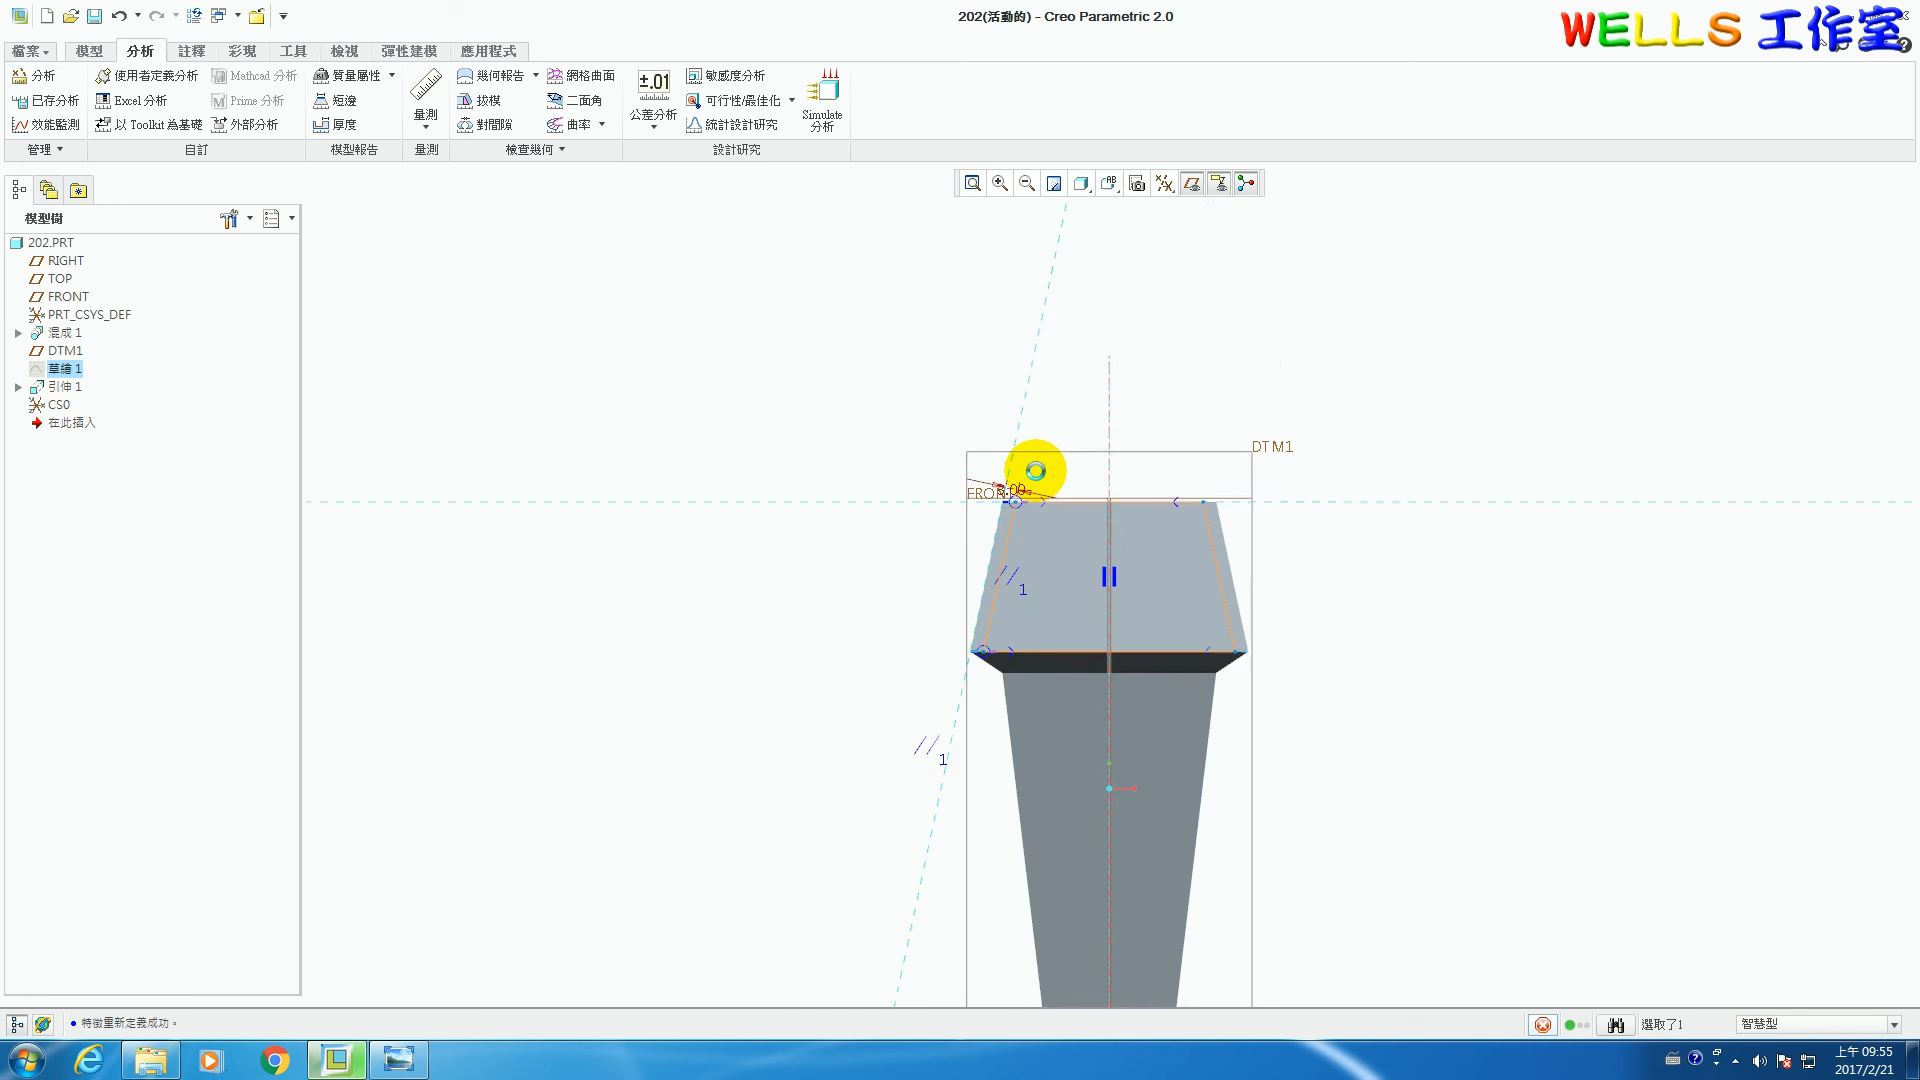 202(活動的) - Creo Parametric 2.0
WELLS 工作室
檔案 模型 分析 註釋 彩現 工具 檢視 彈性建模 應用程式
分析 使用者定義分析 Mathcad 分析 質量屬性 幾何報告 網格曲面 敏感度分析
已存分析 Excel 分析 Prime 分析 短邊 量測 拔模 二面角 公差分析 可行性/最佳化 Simulate 分析
效能監測 以 Toolkit 為基礎 外部分析 厚度 對間隙 曲率 統計設計研究
管理 自訂 模型報告 量測 檢查幾何 設計研究
模型樹
202.PRT
RIGHT
TOP
FRONT
PRT_CSYS_DEF
混成 1
DTM1
草繪 1
引伸 1
CS0
在此插入
DTM1
1
1
特徵重新定義成功。
選取了1
智慧型
上午 09:55
2017/2/21